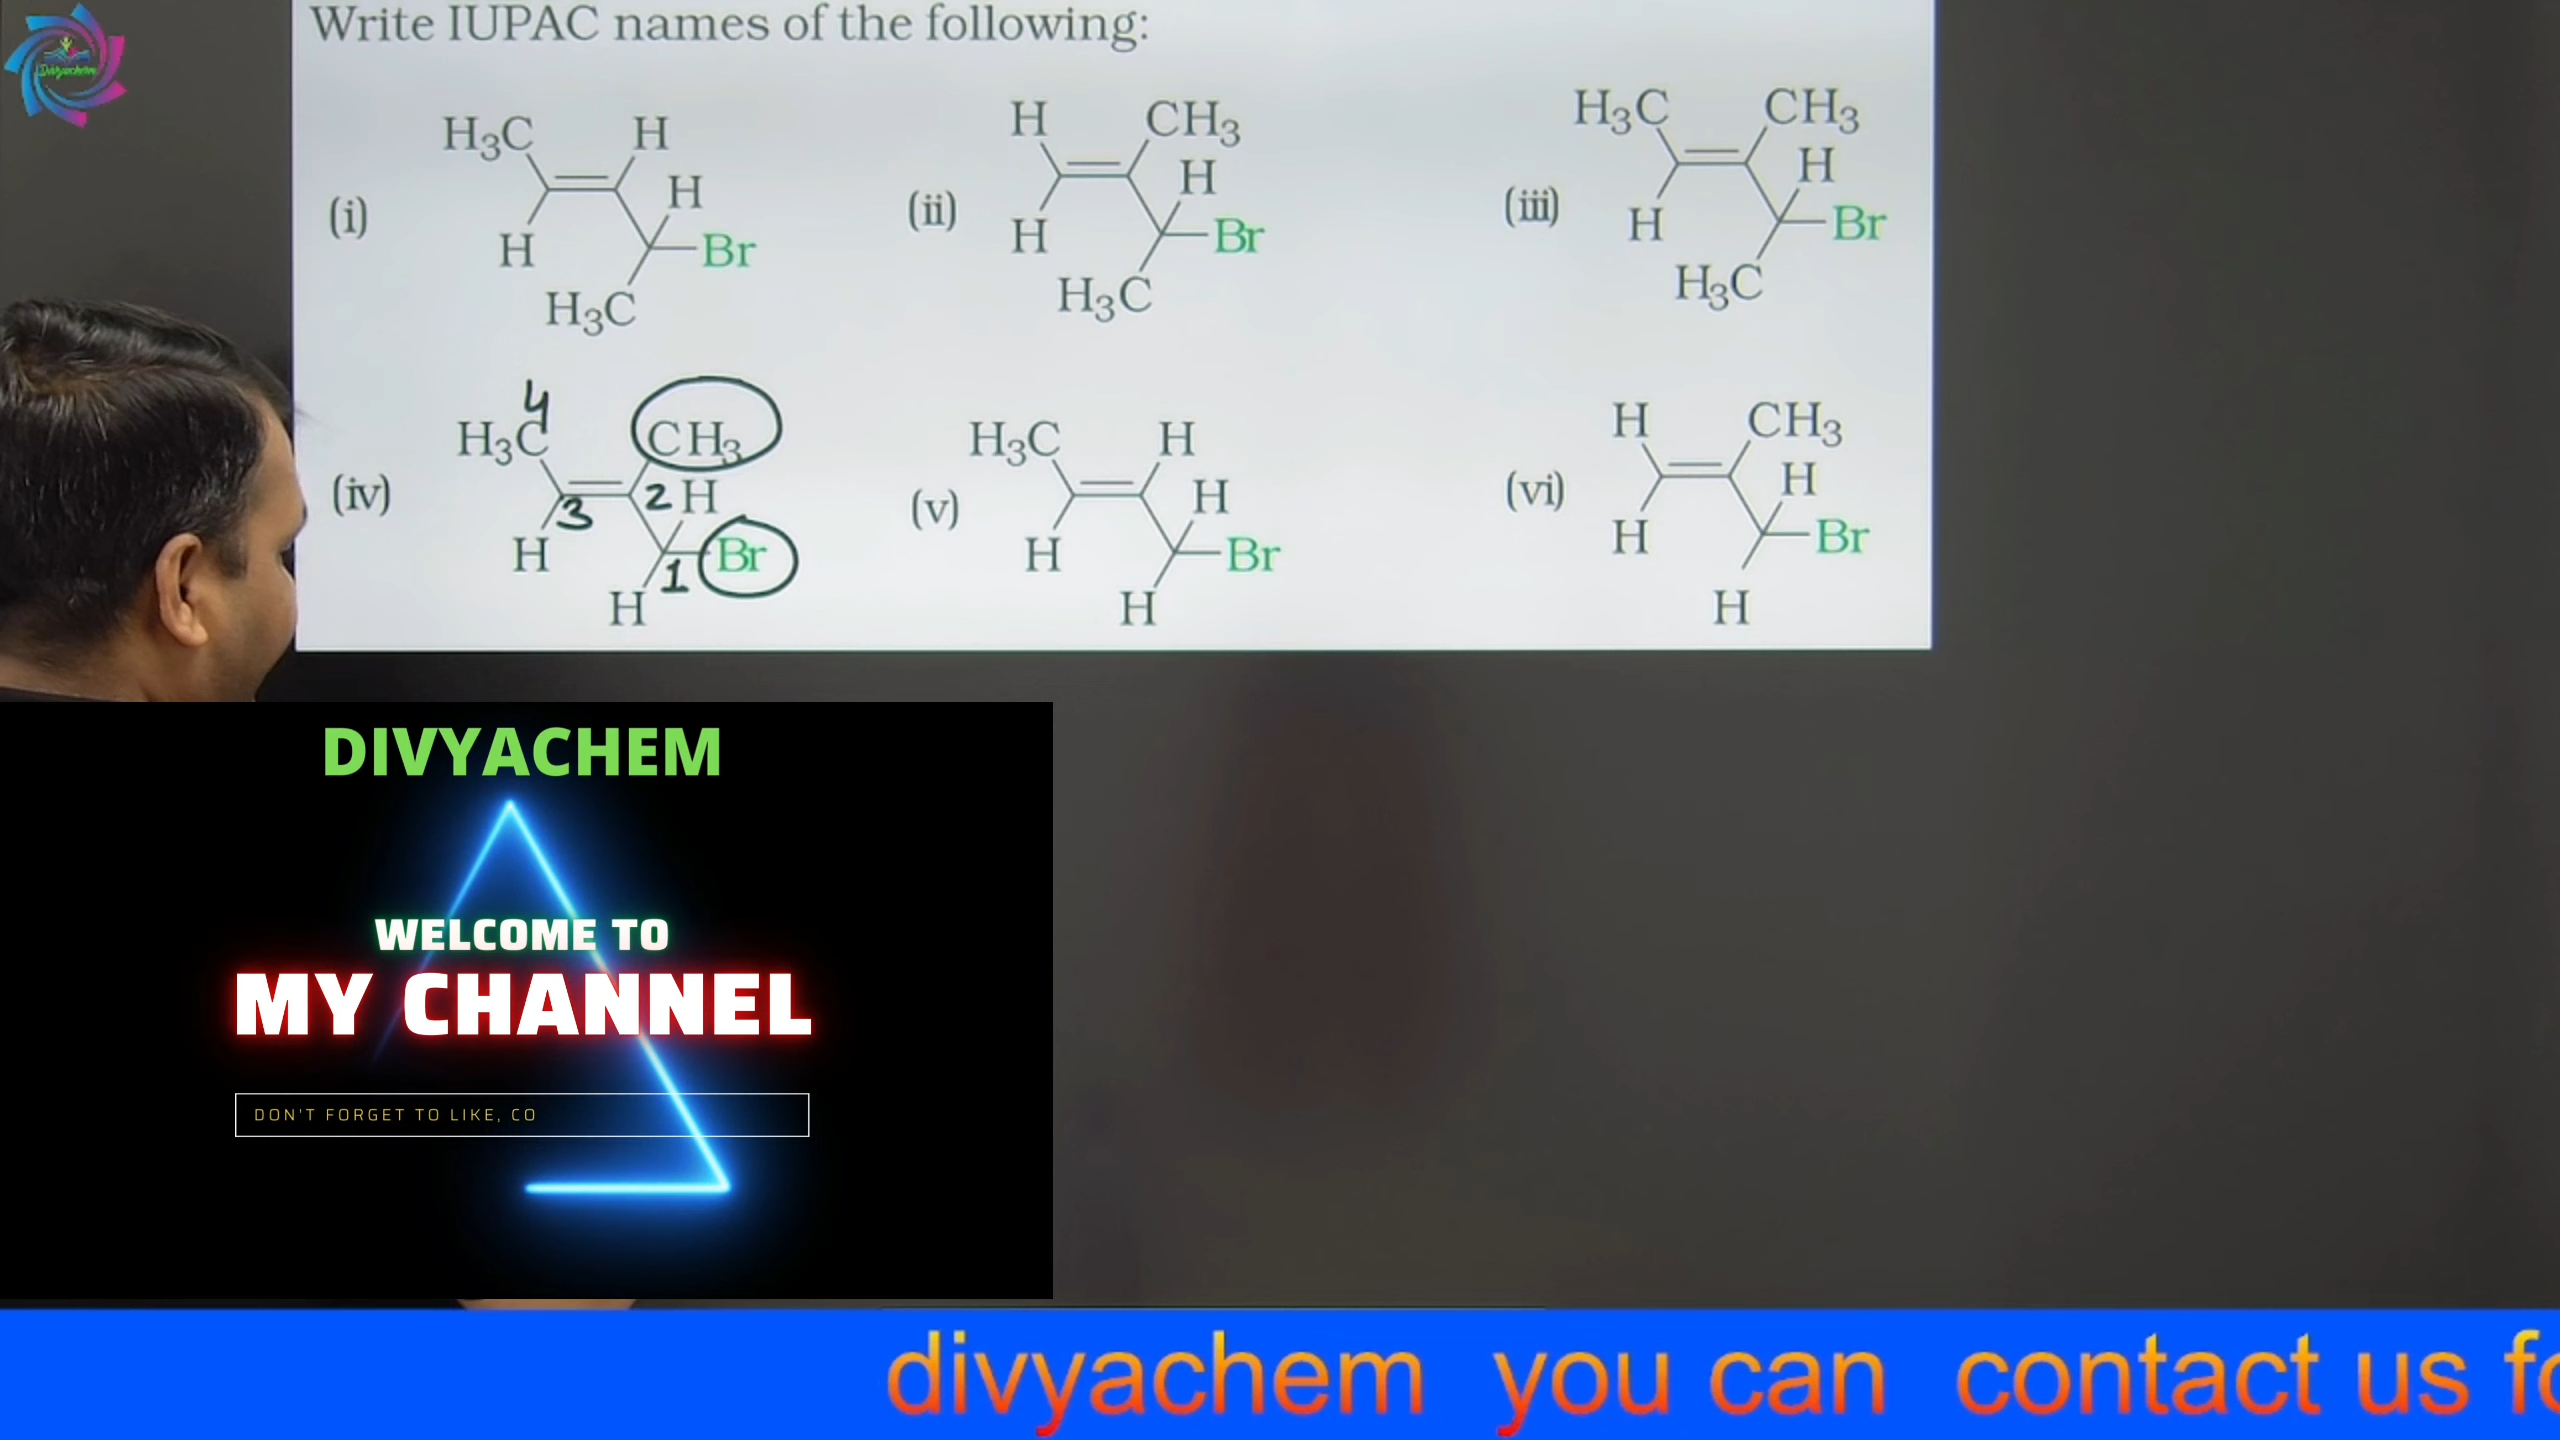 Divyachem
Write IUPAC names of the following:
(i)
H₃C
H
H
H
Br
H₃C
(ii)
H
CH₃
H
H
Br
H₃C
(iii)
H₃C
CH₃
H
H
Br
H₃C
(iv)
4
H₃C
CH₃
3
2
H
H
1
Br
H
(v)
H₃C
H
H
H
Br
H
(vi)
H
CH₃
H
H
Br
H
DIVYACHEM
WELCOME TO
MY CHANNEL
DON'T FORGET TO LIKE, CO
divyachem you can contact us fo